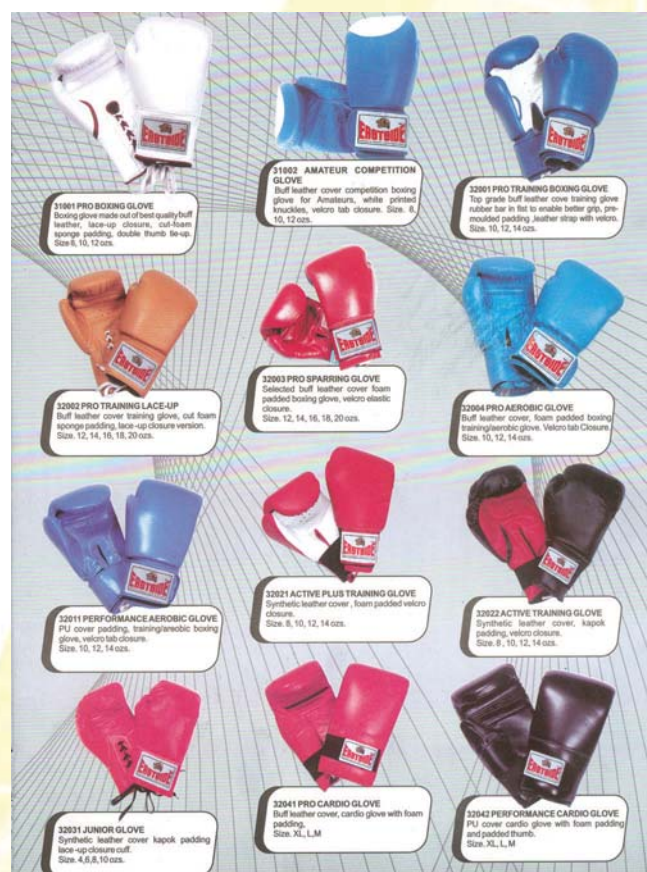 EASTSIDE
31001 PRO BOXING GLOVE
Boxing glove made out of best quality buff
leather, lace-up closure, cut-foam
sponge padding, double thumb tie-up.
Size 8, 10, 12 ozs.
EASTSIDE
31002 AMATEUR COMPETITION
GLOVE
Buff leather cover competition boxing
glove for Amateurs, white printed
knuckles, velcro tab closure. Size. 8,
10, 12 ozs.
EASTSIDE
32001 PRO TRAINING BOXING GLOVE
Top grade buff leather cove training glove
rubber bar in fist to enable better grip, pre-
moulded padding ,leather strap with velcro.
Size. 10, 12, 14 ozs.
EASTSIDE
32002 PRO TRAINING LACE-UP
Buff leather cover training glove, cut foam
sponge padding, lace -up closure version.
Size. 12, 14, 16, 18, 20 ozs.
EASTSIDE
32003 PRO SPARRING GLOVE
Selected buff leather cover foam
padded boxing glove, velcro elastic
closure.
Size. 12, 14, 16, 18, 20 ozs.
EASTSIDE
32004 PRO AEROBIC GLOVE
Buff leather cover, foam padded boxing
training/aerobic glove. Velcro tab Closure.
Size. 10, 12, 14 ozs.
EASTSIDE
32011 PERFORMANCE AEROBIC GLOVE
PU cover padding, training/areobic boxing
glove, velcro tab closure.
Size. 10, 12, 14 ozs.
EASTSIDE
32021 ACTIVE PLUS TRAINING GLOVE
Synthetic leather cover , foam padded velcro
closure.
Size. 8, 10, 12, 14 ozs.
EASTSIDE
32022 ACTIVE TRAINING GLOVE
Synthetic leather cover, kapok
padding, velcro closure.
Size. 8 , 10, 12, 14 ozs.
EASTSIDE
32031 JUNIOR GLOVE
Synthetic leather cover kapok padding
lace -up closure cuff.
Size. 4,6,8,10 ozs.
EASTSIDE
32041 PRO CARDIO GLOVE
Buff leather cover, cardio glove with foam
padding,
Size. XL, L,M
EASTSIDE
32042 PERFORMANCE CARDIO GLOVE
PU cover cardio glove with foam padding
and padded thumb.
Size. XL, L, M